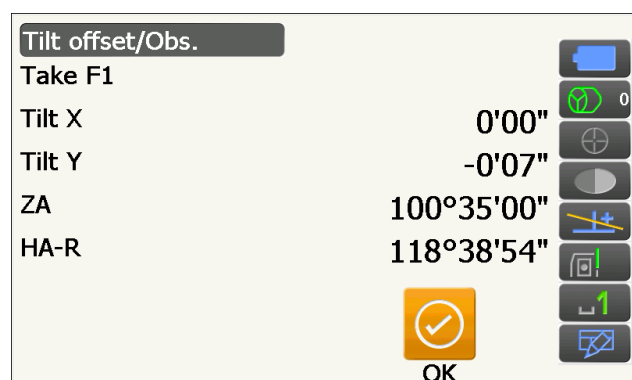 Tilt offset/Obs.
Take F1
Tilt X 0'00"
Tilt Y -0'07"
ZA 100°35'00"
HA-R 118°38'54"
0
1
OK